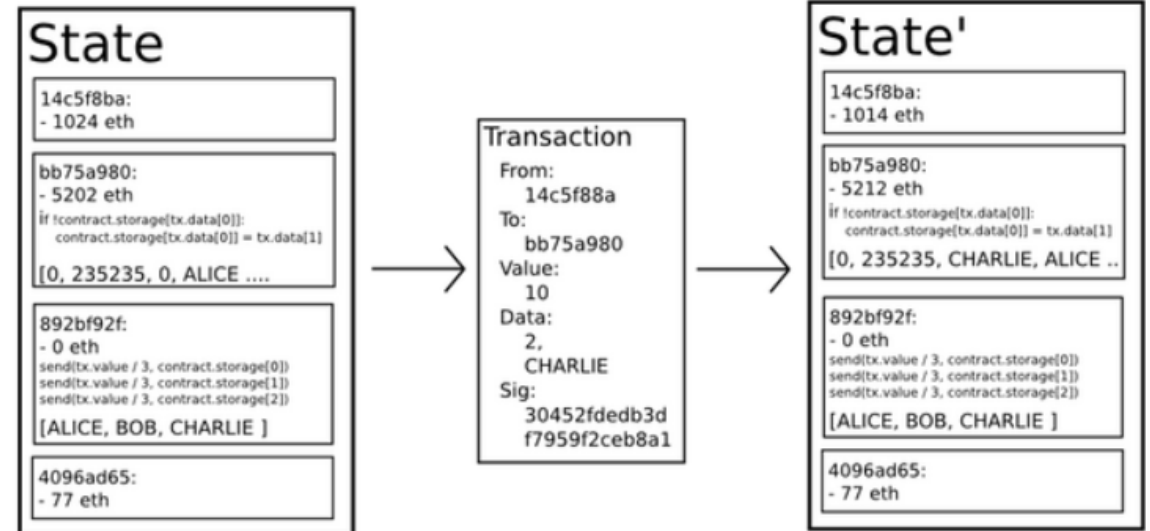 State
14c5f8ba:
- 1024 eth
bb75a980:
- 5202 eth
if !contract.storage[tx.data[0]]:
contract.storage[tx.data[0]] = tx.data[1]
[0, 235235, 0, ALICE ....
892bf92f:
- 0 eth
send(tx.value / 3, contract.storage[0])
send(tx.value / 3, contract.storage[1])
send(tx.value / 3, contract.storage[2])
[ALICE, BOB, CHARLIE ]
4096ad65:
- 77 eth
Transaction
From:
14c5f88a
To:
bb75a980
Value:
10
Data:
2,
CHARLIE
Sig:
30452fdedb3d
f7959f2ceb8a1
State'
14c5f8ba:
- 1014 eth
bb75a980:
- 5212 eth
if !contract.storage[tx.data[0]]:
contract.storage[tx.data[0]] = tx.data[1]
[0, 235235, CHARLIE, ALICE ..
892bf92f:
- 0 eth
send(tx.value / 3, contract.storage[0])
send(tx.value / 3, contract.storage[1])
send(tx.value / 3, contract.storage[2])
[ALICE, BOB, CHARLIE ]
4096ad65:
- 77 eth